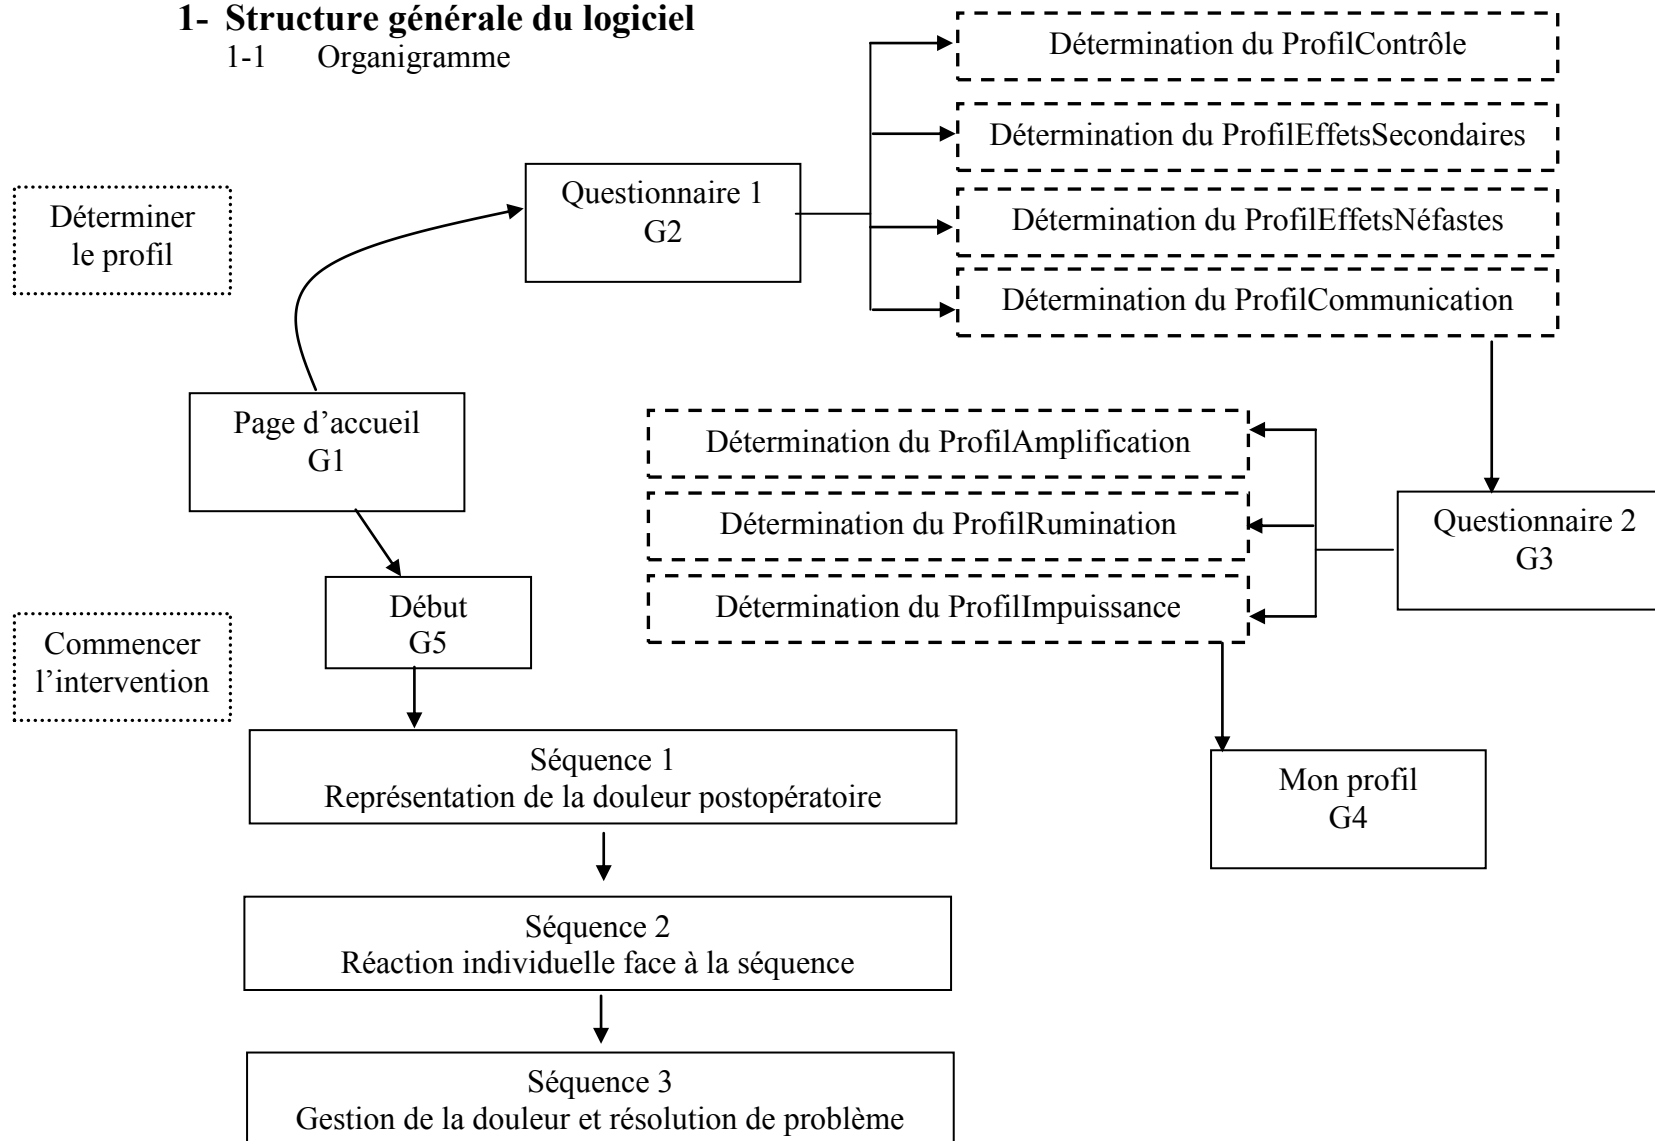 1- Structure générale du logiciel
1-1 Organigramme
Détermination du ProfilContrôle
Détermination du ProfilEffetsSecondaires
Détermination du ProfilEffetsNéfastes
Détermination du ProfilCommunication
Questionnaire 1
G2
Déterminer
le profil
Page d’accueil
G1
Détermination du ProfilAmplification
Détermination du ProfilRumination
Détermination du ProfilImpuissance
Questionnaire 2
G3
Début
G5
Commencer
l’intervention
Séquence 1
Représentation de la douleur postopératoire
Mon profil
G4
Séquence 2
Réaction individuelle face à la séquence
Séquence 3
Gestion de la douleur et résolution de problème